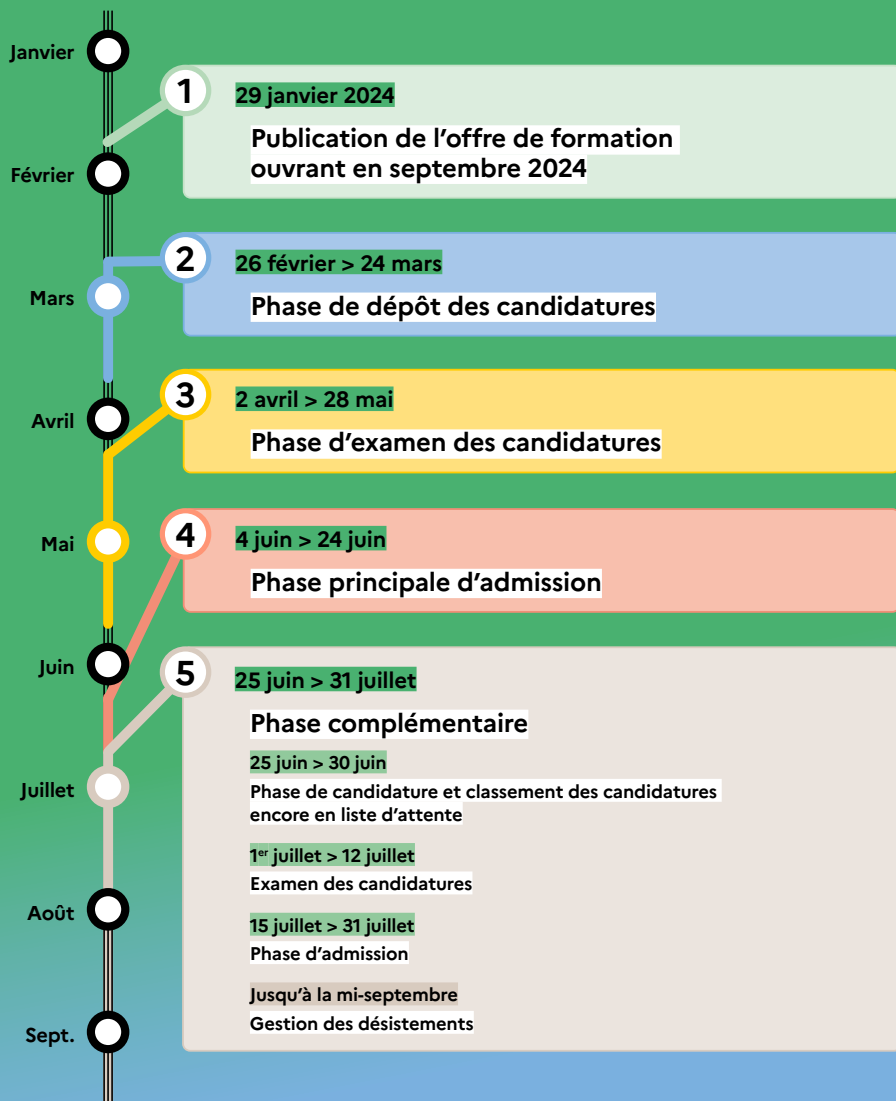 Janvier
1
29 janvier 2024
Publication de l’offre de formation
ouvrant en septembre 2024
Février
2
26 février > 24 mars
Mars
Phase de dépôt des candidatures
3
2 avril > 28 mai
Avril
Phase d’examen des candidatures
4
4 juin > 24 juin
Mai
Phase principale d’admission
Juin
5
25 juin > 31 juillet
Phase complémentaire
25 juin > 30 juin
Juillet
Phase de candidature et classement des candidatures
encore en liste d’attente
1er juillet > 12 juillet
Examen des candidatures
Août
15 juillet > 31 juillet
Phase d’admission
Jusqu’à la mi-septembre
Gestion des désistements
Sept.